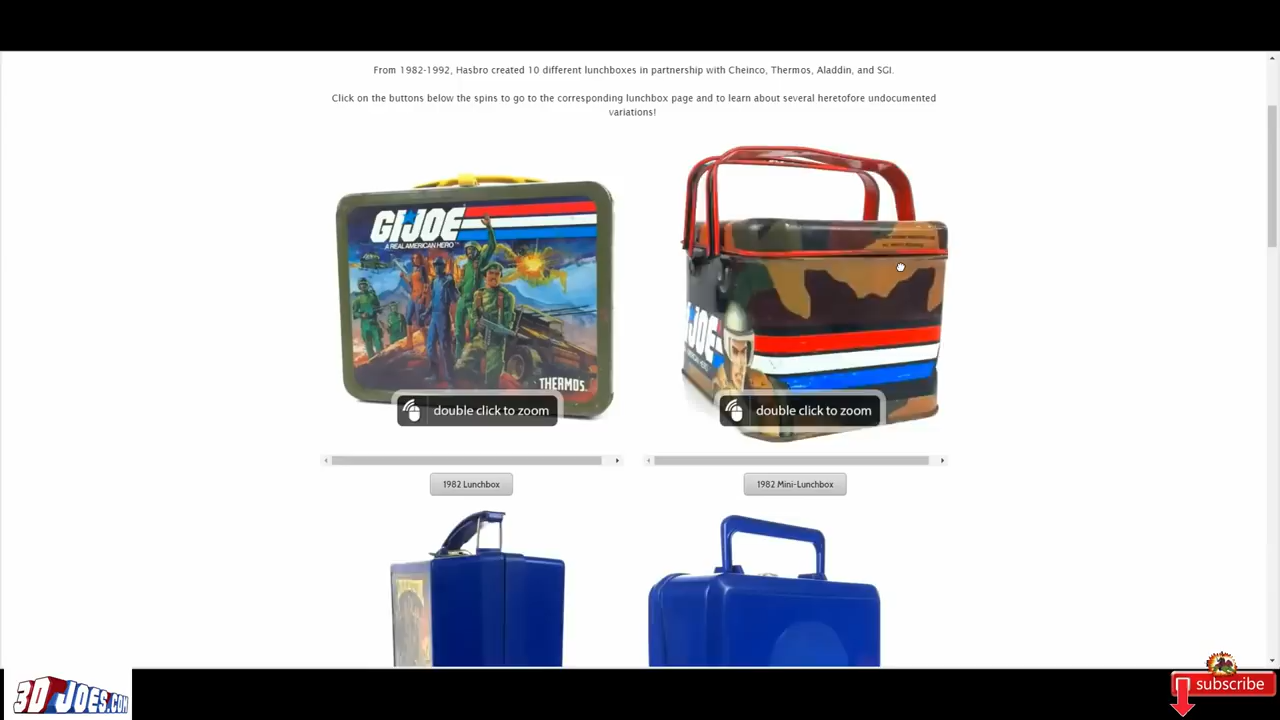 From 1982-1992, Hasbro created 10 different lunchboxes in partnership with Cheinco, Thermos, Aladdin, and SGI.
Click on the buttons below the spins to go to the corresponding lunchbox page and to learn about several heretofore undocumented
variations!
GI JOE
A REAL AMERICAN HERO
THERMOS
JOE
double click to zoom
double click to zoom
1982 Lunchbox
1982 Mini-Lunchbox
3D JOES.COM
subscribe